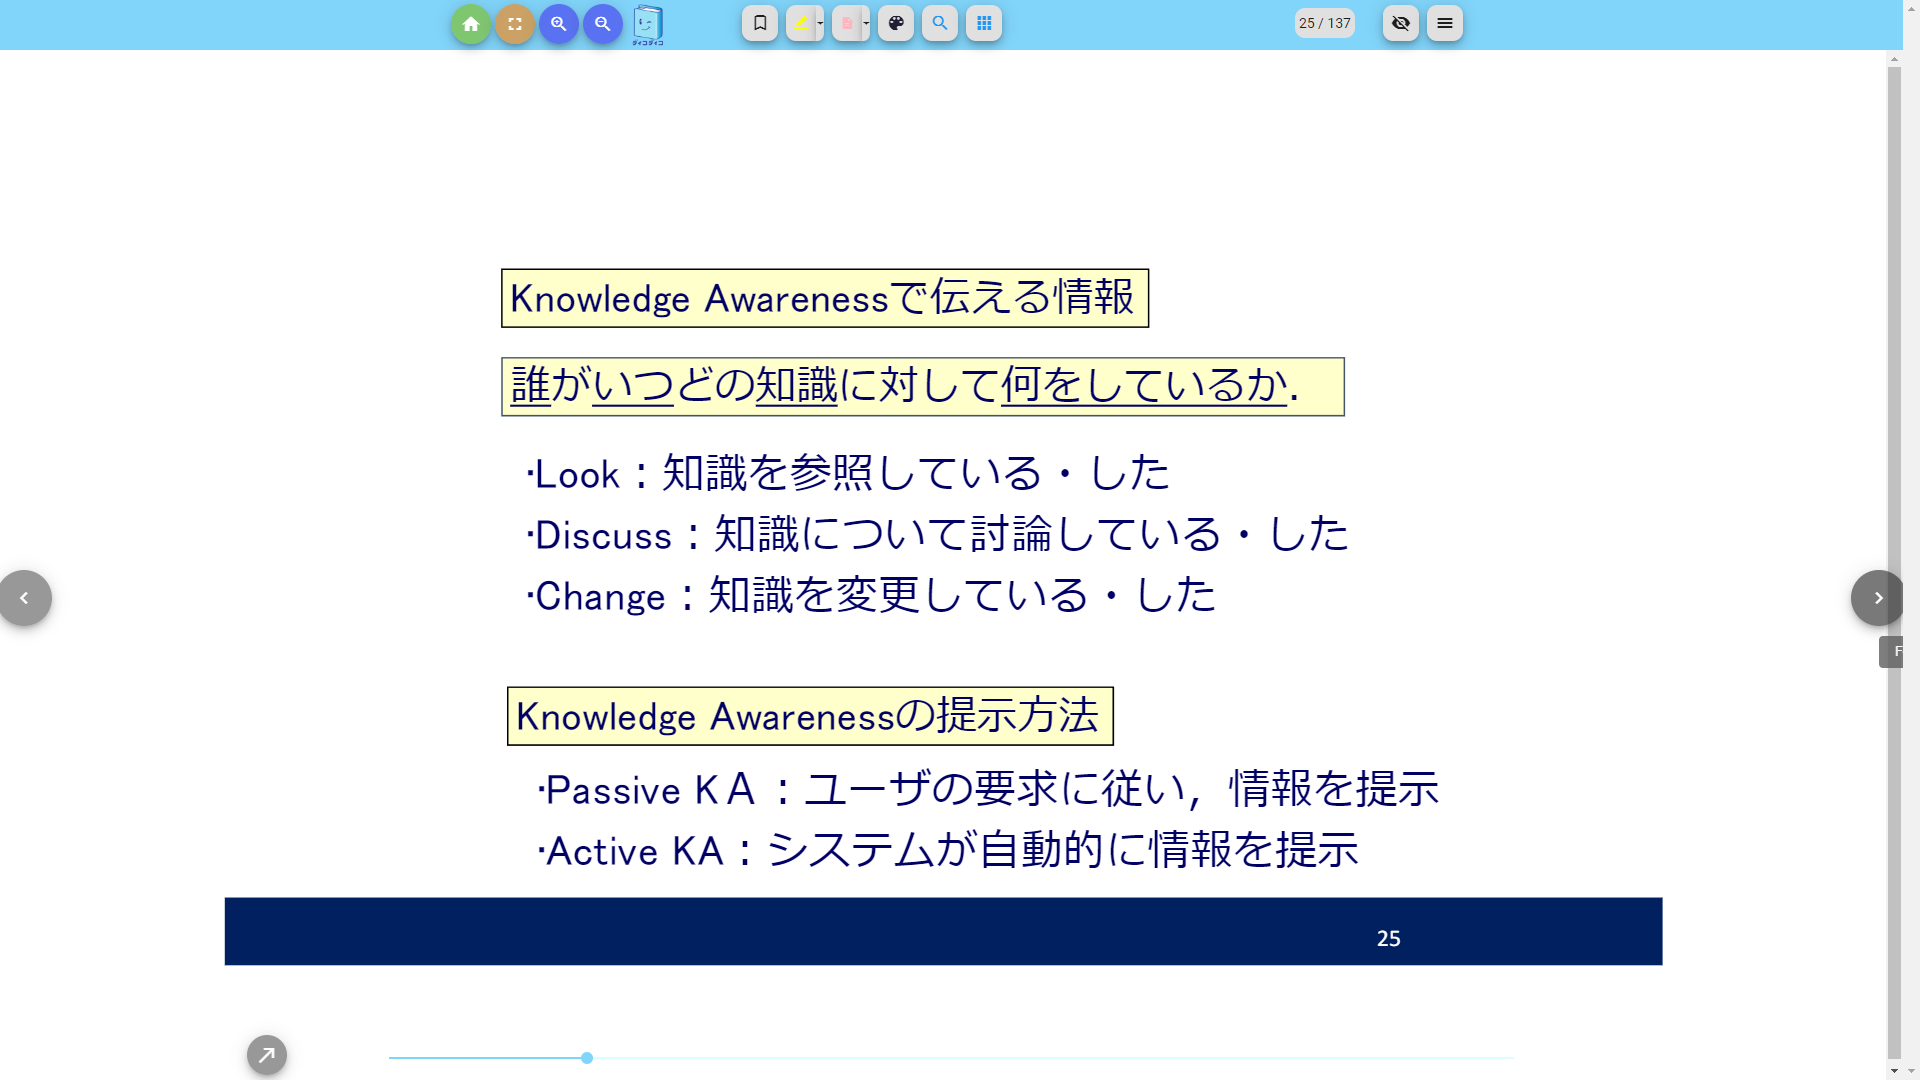 ダィコダィコ
25 / 137
Knowledge Awarenessで伝える情報
誰がいつどの知識に対して何をしているか.
・Look：知識を参照している・した
・Discuss：知識について討論している・した
・Change：知識を変更している・した
Knowledge Awarenessの提示方法
・Passive KＡ：ユーザの要求に従い，情報を提示
・Active KA：システムが自動的に情報を提示
25